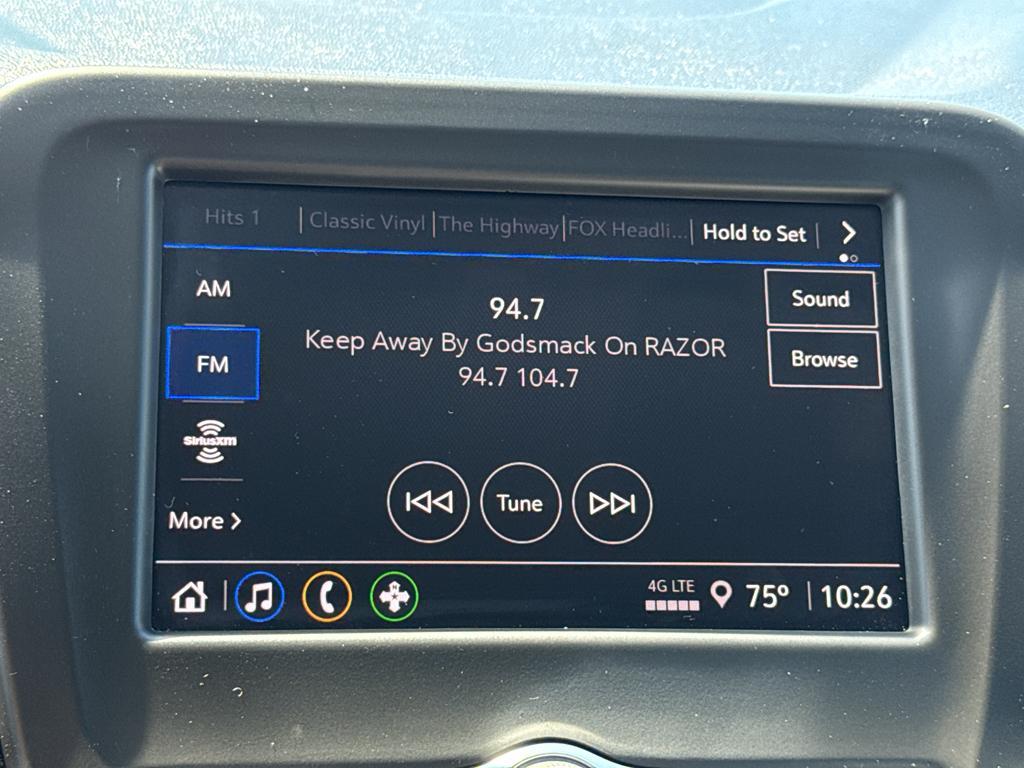 Hits 1 | Classic Vinyl | The Highway | FOX Headli... | Hold to Set
AM
Sound
94.7
Keep Away By Godsmack On RAZOR
94.7 104.7
FM
Browse
SiriusXM
Tune
More
4G LTE
75° 10:26